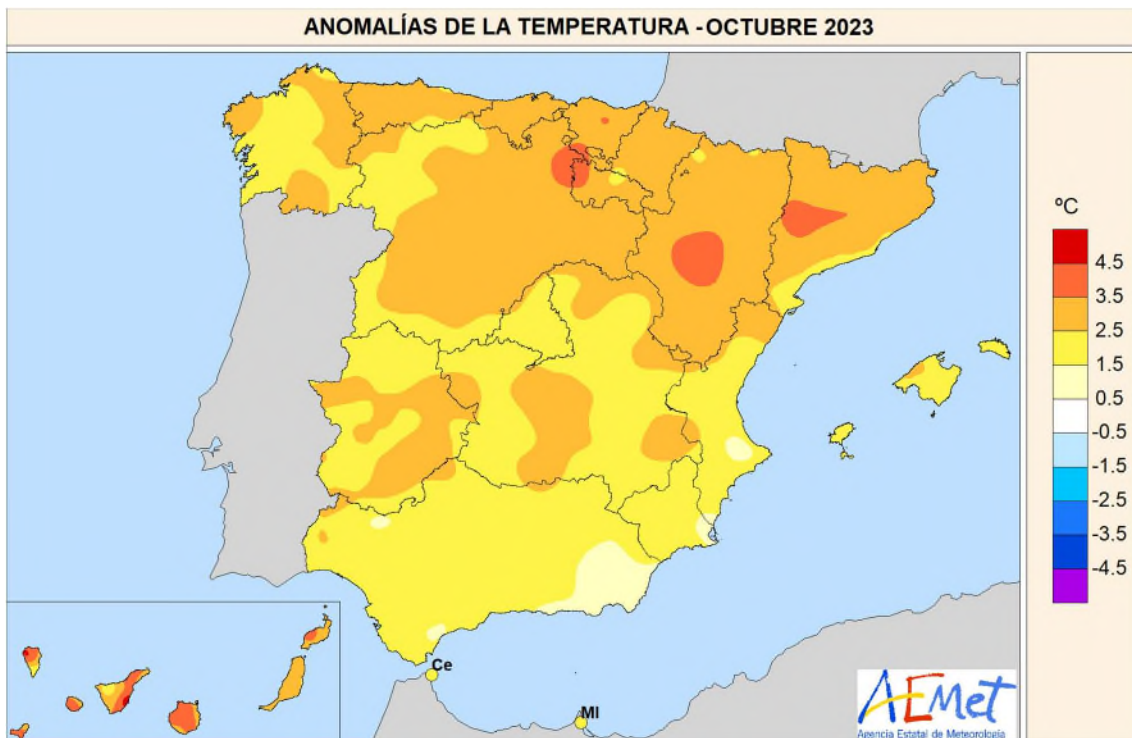 ANOMALÍAS DE LA TEMPERATURA - OCTUBRE 2023
ºC
4.5
3.5
2.5
1.5
0.5
-0.5
-1.5
-2.5
-3.5
-4.5
Ce
Ml
AEMet
Agencia Estatal de Meteorología